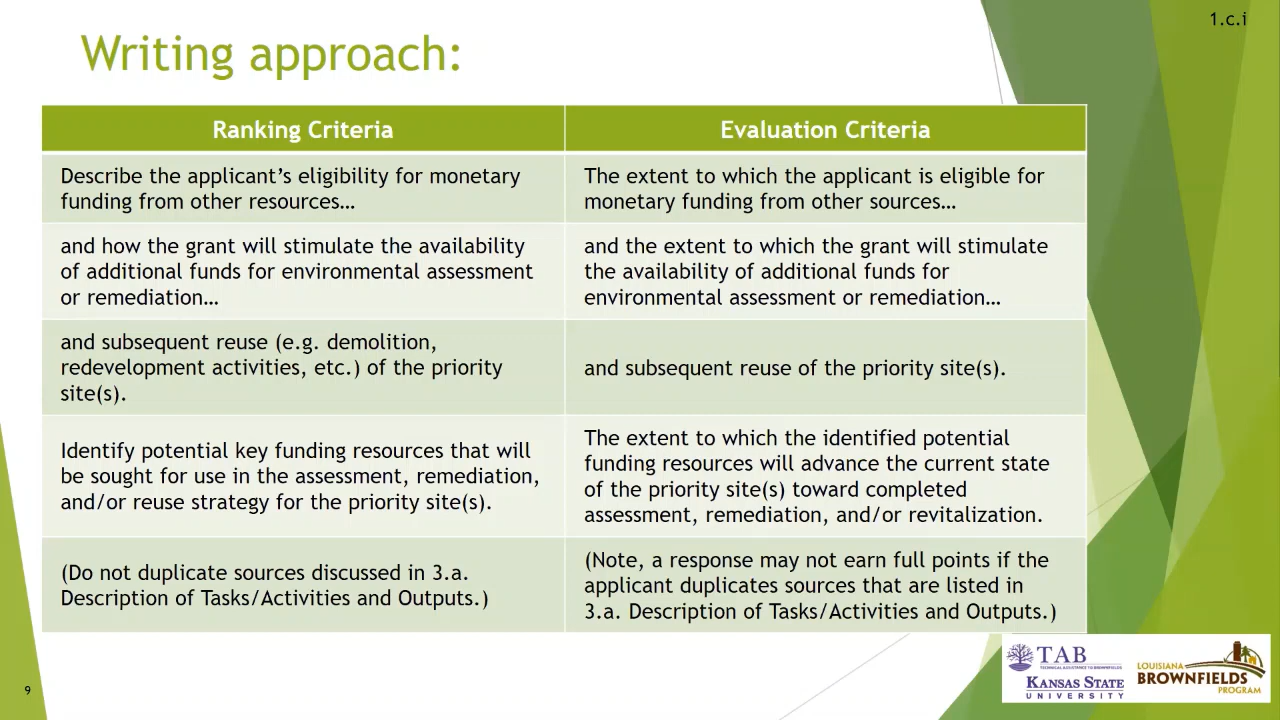 1.c.i
Writing approach:
Ranking Criteria
Evaluation Criteria
Describe the applicant's eligibility for monetary
funding from other resources…
The extent to which the applicant is eligible for
monetary funding from other sources…
and how the grant will stimulate the availability
of additional funds for environmental assessment
or remediation…
and the extent to which the grant will stimulate
the availability of additional funds for
environmental assessment or remediation…
and subsequent reuse (e.g. demolition,
redevelopment activities, etc.) of the priority
site(s).
and subsequent reuse of the priority site(s).
Identify potential key funding resources that will
be sought for use in the assessment, remediation,
and/or reuse strategy for the priority site(s).
The extent to which the identified potential
funding resources will advance the current state
of the priority site(s) toward completed
assessment, remediation, and/or revitalization.
(Do not duplicate sources discussed in 3.a.
Description of Tasks/Activities and Outputs.)
(Note, a response may not earn full points if the
applicant duplicates sources that are listed in
3.a. Description of Tasks/Activities and Outputs.)
9
TAB
TECHNICAL ASSISTANCE TO BROWNFIELDS
KANSAS STATE
UNIVERSITY
LOUISIANA
BROWNFIELDS
PROGRAM